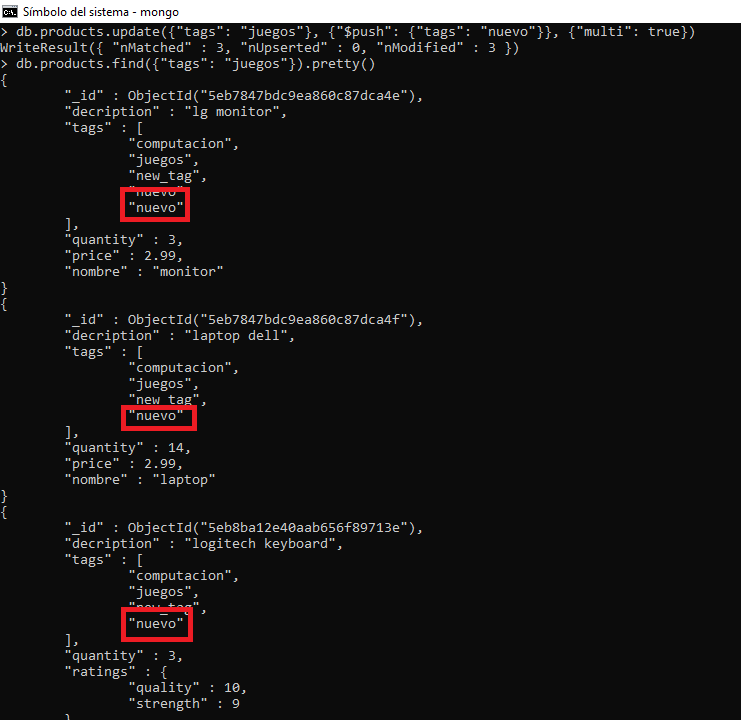 Símbolo del sistema - mongo
> db.products.update({"tags": "juegos"}, {"$push": {"tags": "nuevo"}}, {"multi": true})
WriteResult({ "nMatched" : 3, "nUpserted" : 0, "nModified" : 3 })
> db.products.find({"tags": "juegos"}).pretty()
{
"_id" : ObjectId("5eb7847bdc9ea860c87dca4e"),
"decription" : "lg monitor",
"tags" : [
"computacion",
"juegos",
"new_tag",
"nuevo"
"nuevo"
],
"quantity" : 3,
"price" : 2.99,
"nombre" : "monitor"
}
{
"_id" : ObjectId("5eb7847bdc9ea860c87dca4f"),
"decription" : "laptop dell",
"tags" : [
"computacion",
"juegos",
"new_tag",
"nuevo"
],
"quantity" : 14,
"price" : 2.99,
"nombre" : "laptop"
}
{
"_id" : ObjectId("5eb8ba12e40aab656f89713e"),
"decription" : "logitech keyboard",
"tags" : [
"computacion",
"juegos",
"new_tag",
"nuevo"
],
"quantity" : 3,
"ratings" : {
"quality" : 10,
"strength" : 9
}